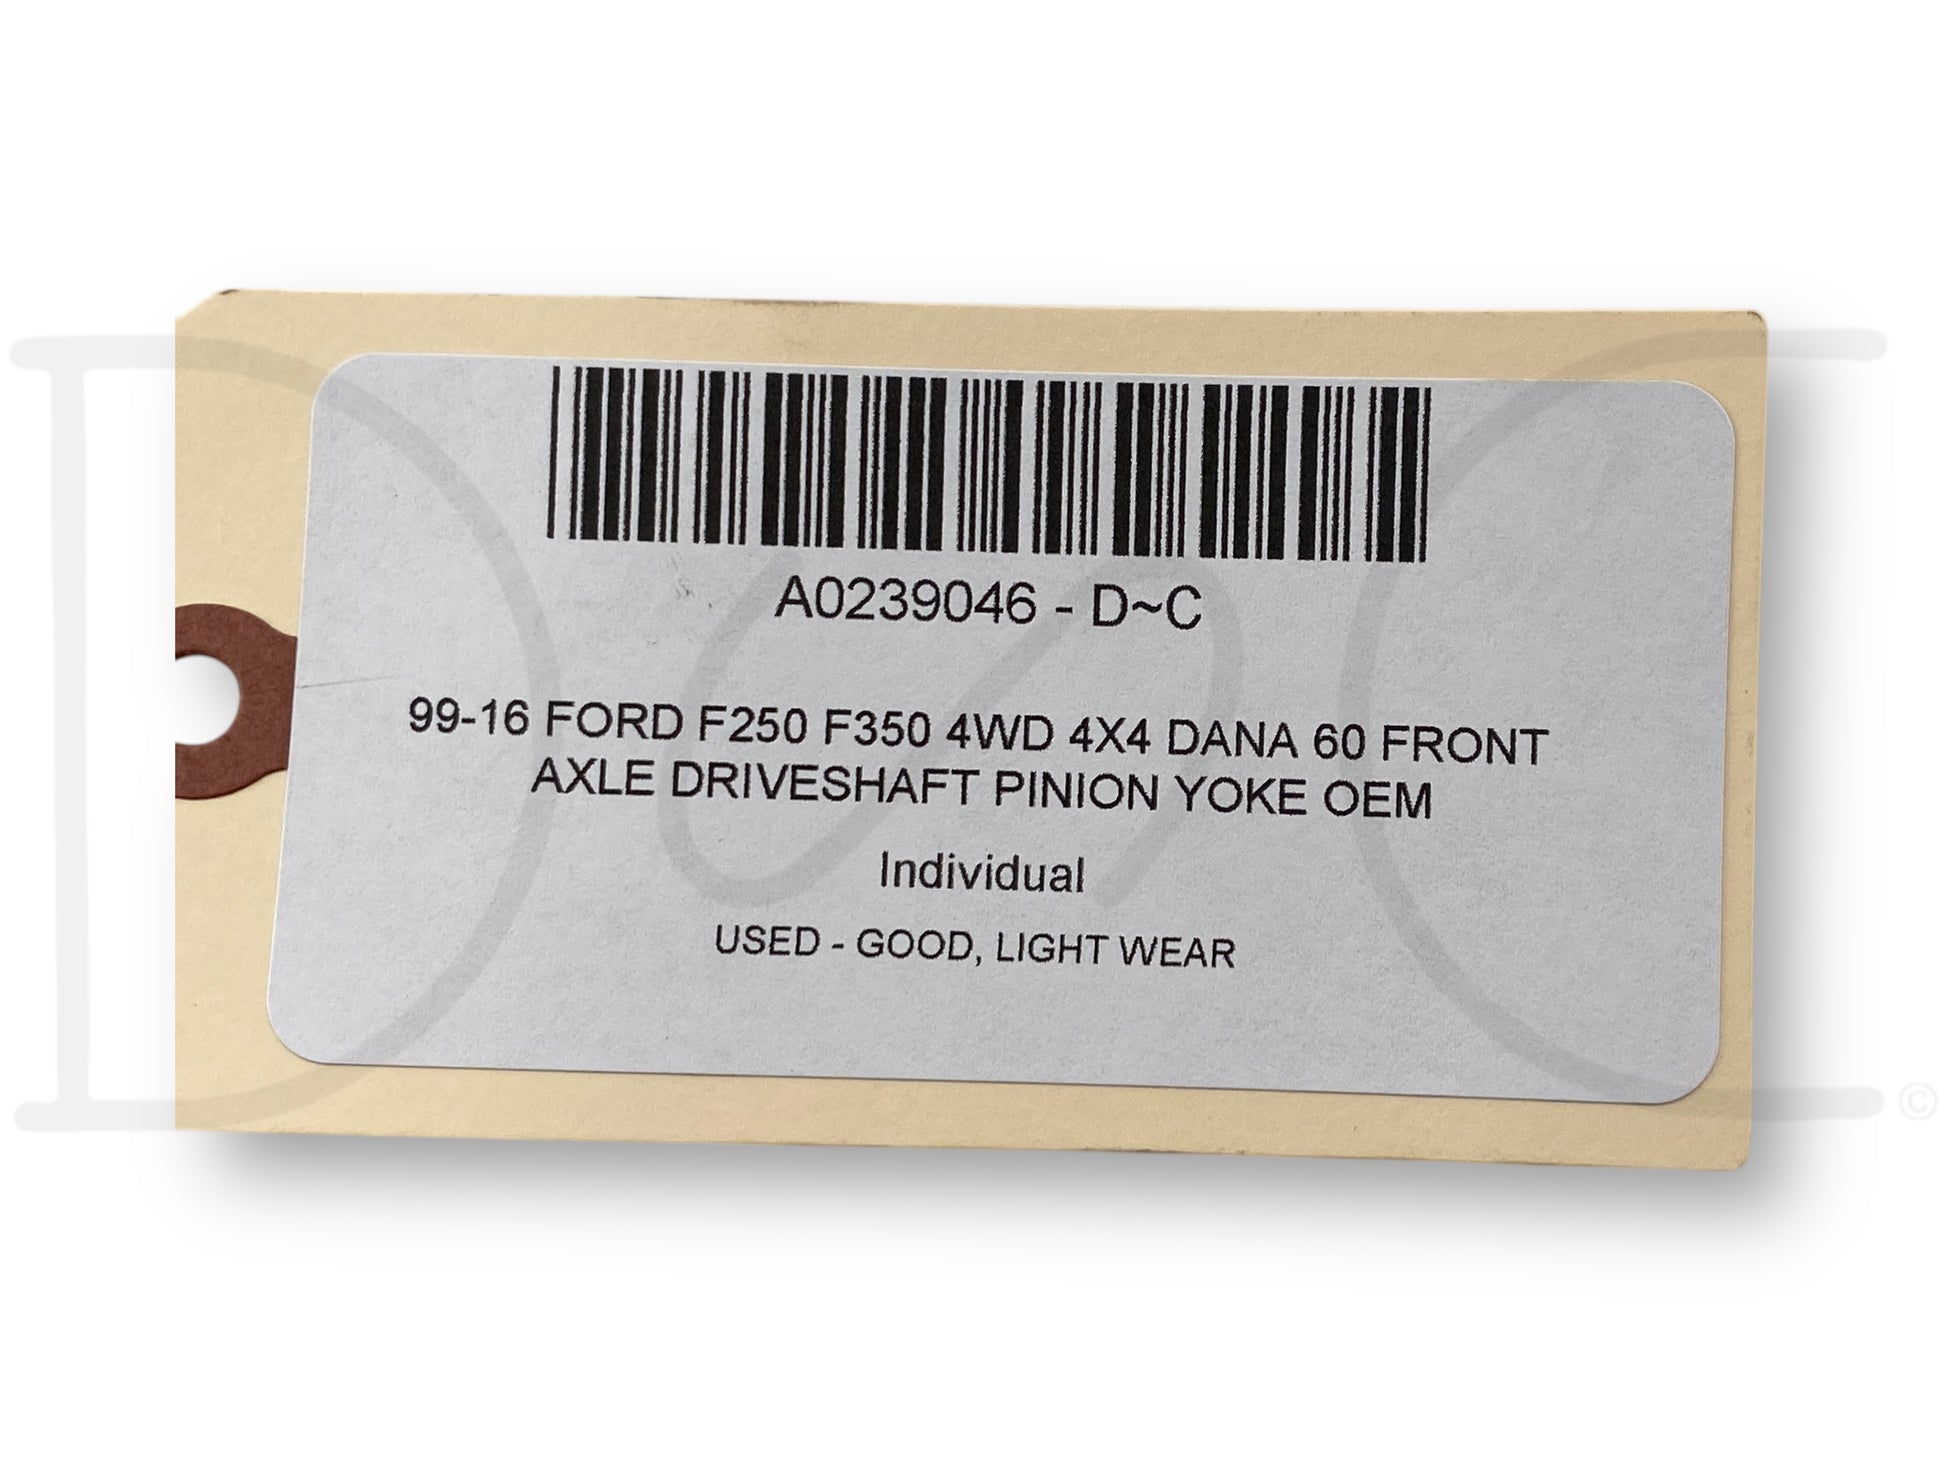 A0239046 - D~C
99-16 FORD F250 F350 4WD 4X4 DANA 60 FRONT
AXLE DRIVESHAFT PINION YOKE OEM
Individual
USED - GOOD, LIGHT WEAR
©